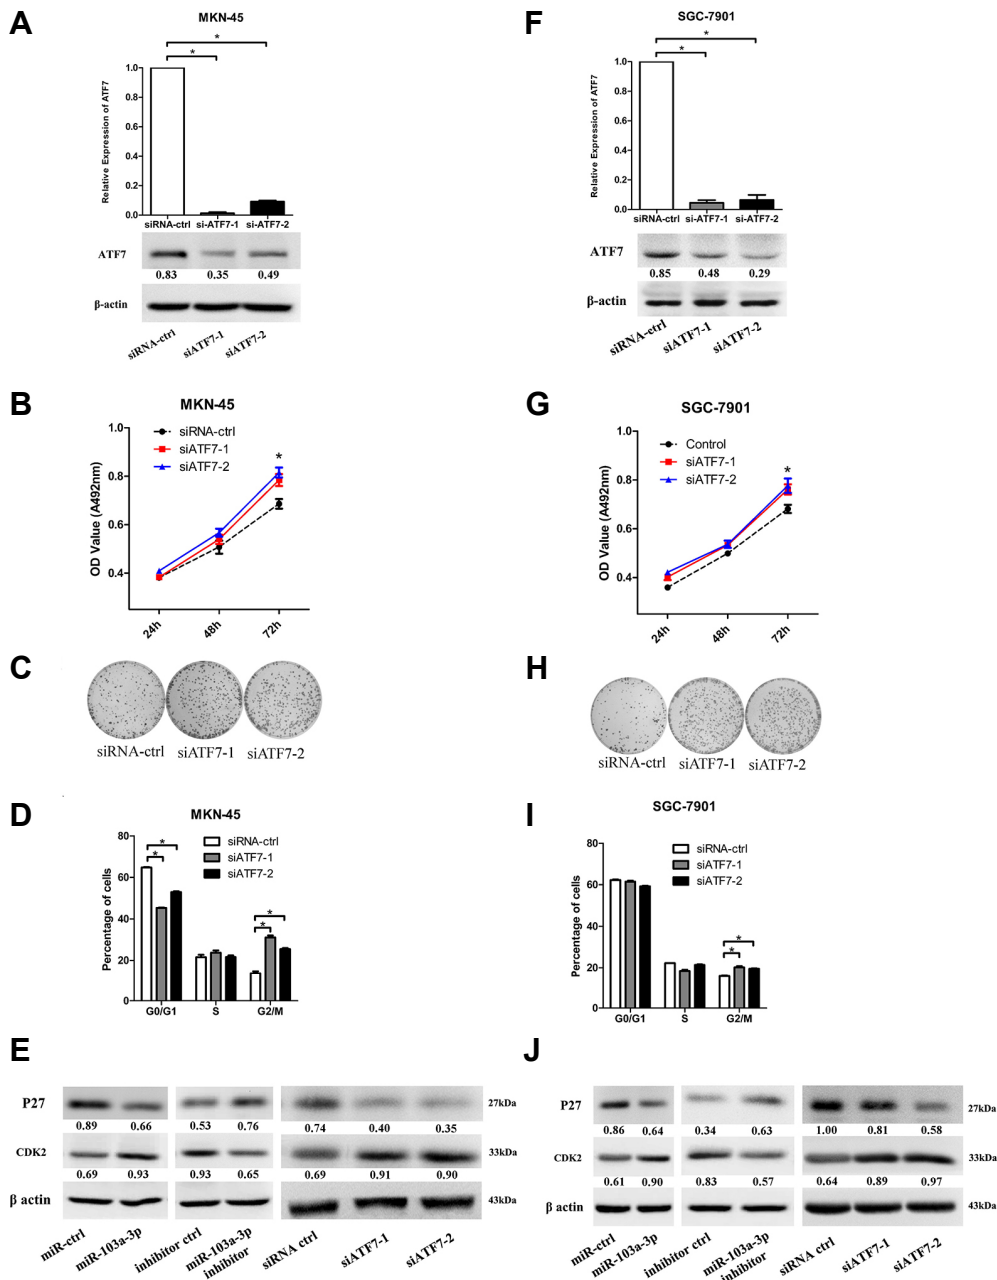 A
MKN-45
*
*
Relative Expression of ATF7
1.0
0.8
0.6
0.4
0.2
0.0
siRNA-ctrl si-ATF7-1 si-ATF7-2
ATF7
0.83 0.35 0.49
β-actin
siRNA-ctrl siATF7-1 siATF7-2
F
SGC-7901
*
*
Relative Expression of ATF7
1.0
0.8
0.6
0.4
0.2
0.0
siRNA-ctrl si-ATF7-1 si-ATF7-2
ATF7
0.85 0.48 0.29
β-actin
siRNA-ctrl siATF7-1 siATF7-2
B
MKN-45
siRNA-ctrl
siATF7-1
siATF7-2
*
OD Value (A492nm)
1.0
0.8
0.6
0.4
24h 48h 72h
G
SGC-7901
Control
siATF7-1
siATF7-2
*
OD Value (A492nm)
1.0
0.8
0.6
0.4
24h 48h 72h
C
siRNA-ctrl siATF7-1 siATF7-2
H
siRNA-ctrl siATF7-1 siATF7-2
D
MKN-45
siRNA-ctrl
siATF7-1
siATF7-2
*
*
*
*
Percentage of cells
80
60
40
20
0
G0/G1 S G2/M
I
SGC-7901
siRNA-ctrl
siATF7-1
siATF7-2
*
*
Percentage of cells
80
60
40
20
0
G0/G1 S G2/M
E
P27 27kDa
0.89 0.66 0.53 0.76 0.74 0.40 0.35
CDK2 33kDa
0.69 0.93 0.93 0.65 0.69 0.91 0.90
β actin 43kDa
miR-ctrl miR-103a-3p inhibitor ctrl miR-103a-3p inhibitor siRNA ctrl siATF7-1 siATF7-2
J
P27 27kDa
0.86 0.64 0.34 0.63 1.00 0.81 0.58
CDK2 33kDa
0.61 0.90 0.83 0.57 0.64 0.89 0.97
β actin 43kDa
miR-ctrl miR-103a-3p inhibitor ctrl miR-103a-3p inhibitor siRNA ctrl siATF7-1 siATF7-2